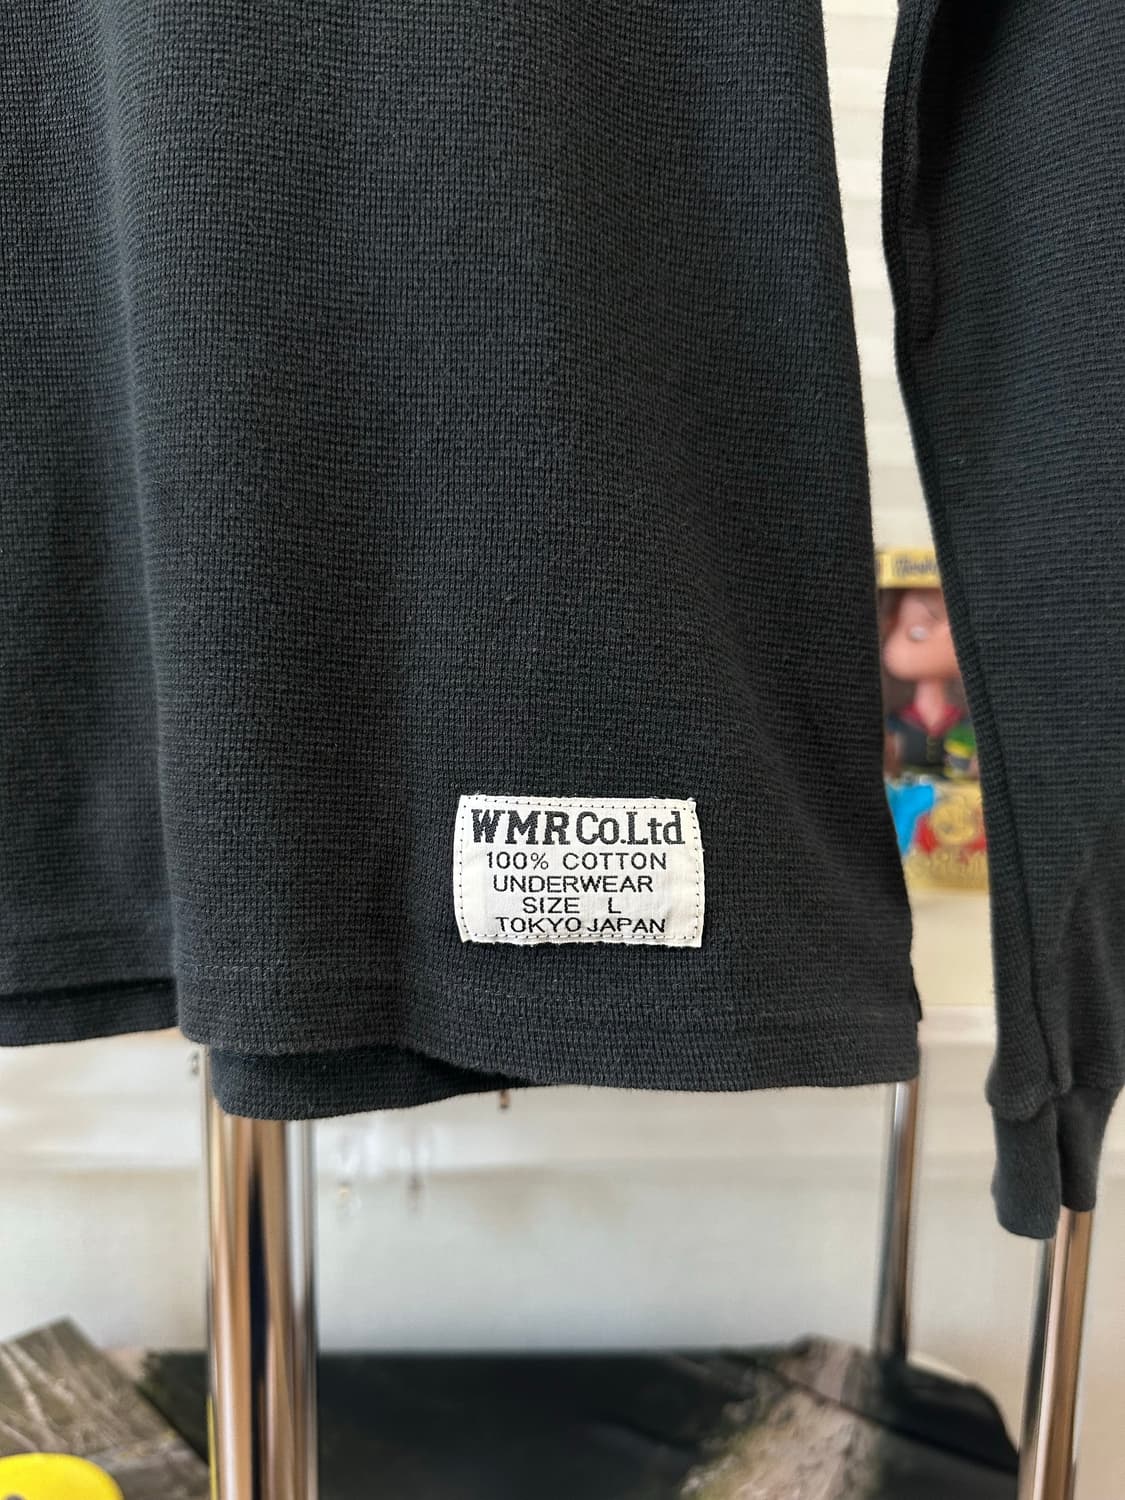 WMR Co.Ltd
100% COTTON
UNDERWEAR
SIZE L
TOKYO JAPAN